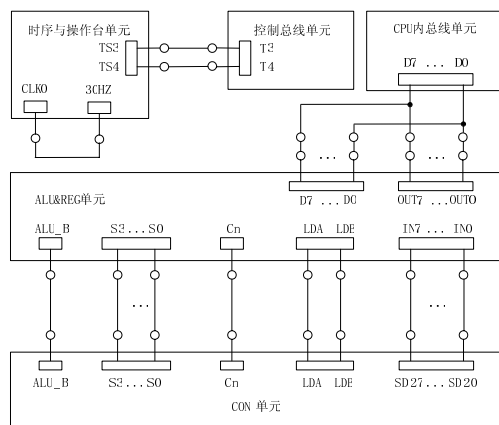 时序与操作台单元
控制总线单元
CPU内总线单元
TS3
T3
TS4
T4
D7 ... D0
CLK0
3CHZ
...
...
ALU&REG单元
D7 ... D0
OUT7 ... OUT0
ALU_B
S3...S0
Cn
LDA
LDB
IN7 ... IN0
...
...
ALU_B
S3...S0
Cn
LDA
LDB
SD27... SD20
CON 单元